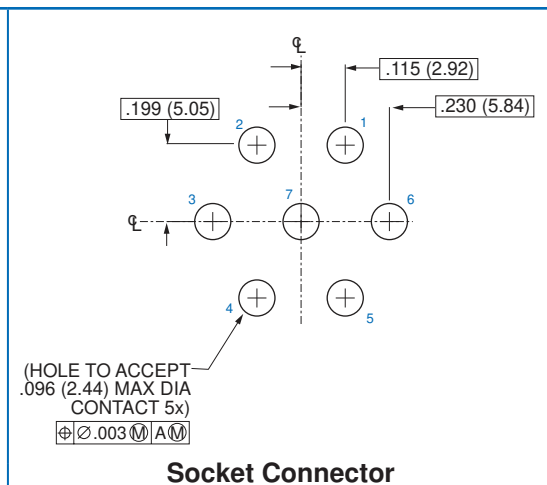 ℄
.115 (2.92)
.199 (5.05)
.230 (5.84)
2
1
3
7
6
℄
4
5
(HOLE TO ACCEPT
.096 (2.44) MAX DIA
CONTACT 5x)
⌖ ∅.003 Ⓜ A Ⓜ
Socket Connector